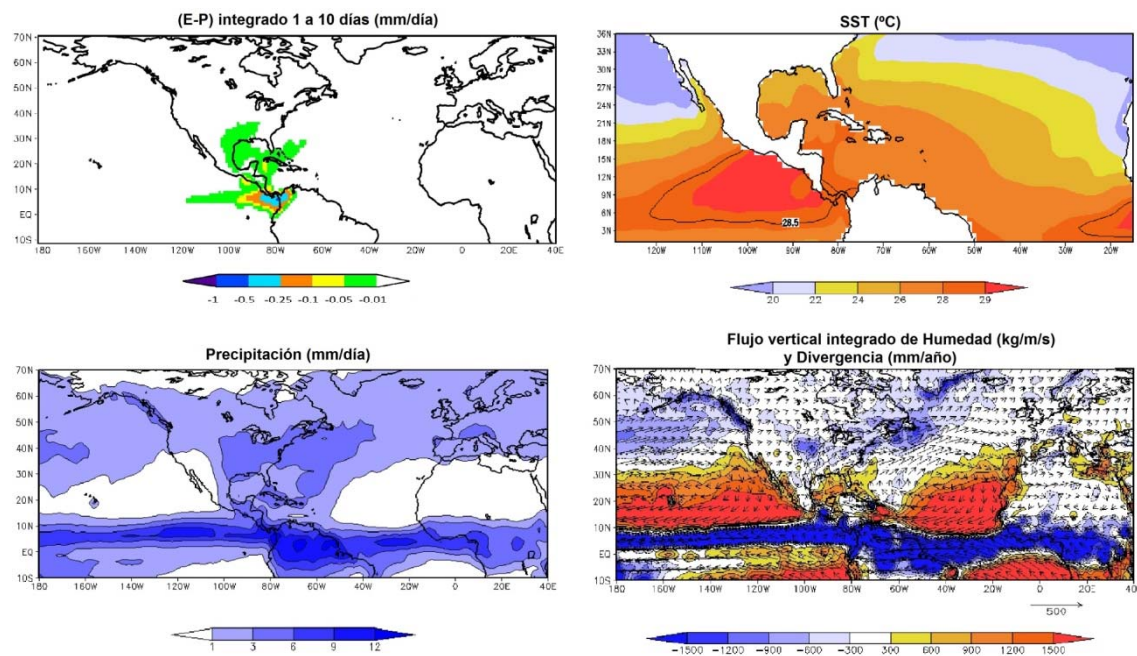 (E-P) integrado 1 a 10 días (mm/día)
70N
60N
50N
40N
30N
20N
10N
EQ
10S
180 160W 140W 120W 100W 80W 60W 40W 20W 0 20E 40E
-1 -0.5 -0.25 -0.1 -0.05 -0.01
SST (ºC)
36N
33N
30N
27N
24N
21N
18N
15N
12N
9N
6N
3N
28.5
120W 110W 100W 90W 80W 70W 60W 50W 40W 30W 20W
20 22 24 26 28 29
Precipitación (mm/día)
70N
60N
50N
40N
30N
20N
10N
EQ
10S
180 160W 140W 120W 100W 80W 60W 40W 20W 0 20E 40E
1 3 6 9 12
Flujo vertical integrado de Humedad (kg/m/s)
y Divergencia (mm/año)
70N
60N
50N
40N
30N
20N
10N
EQ
10S
180 160W 140W 120W 100W 80W 60W 40W 20W 0 20E 40E
500
-1500 -1200 -900 -600 -300 300 600 900 1200 1500